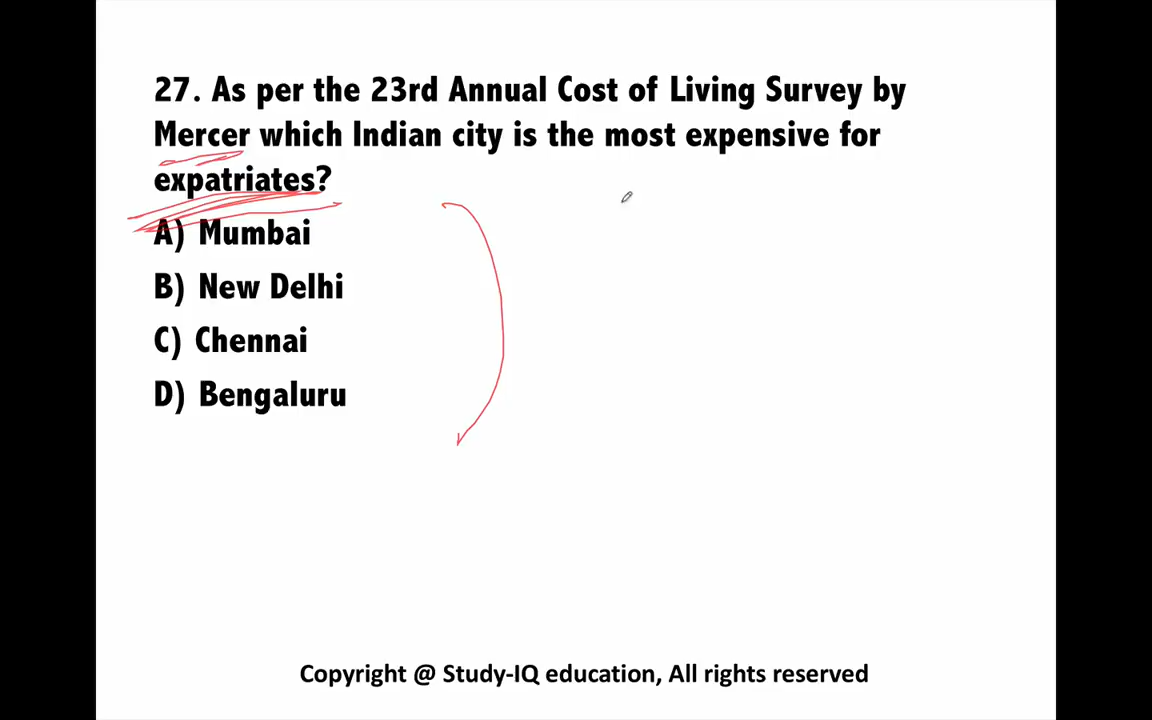 27. As per the 23rd Annual Cost of Living Survey by
Mercer which Indian city is the most expensive for
expatriates?
A) Mumbai
B) New Delhi
C) Chennai
D) Bengaluru
Copyright @ Study-IQ education, All rights reserved